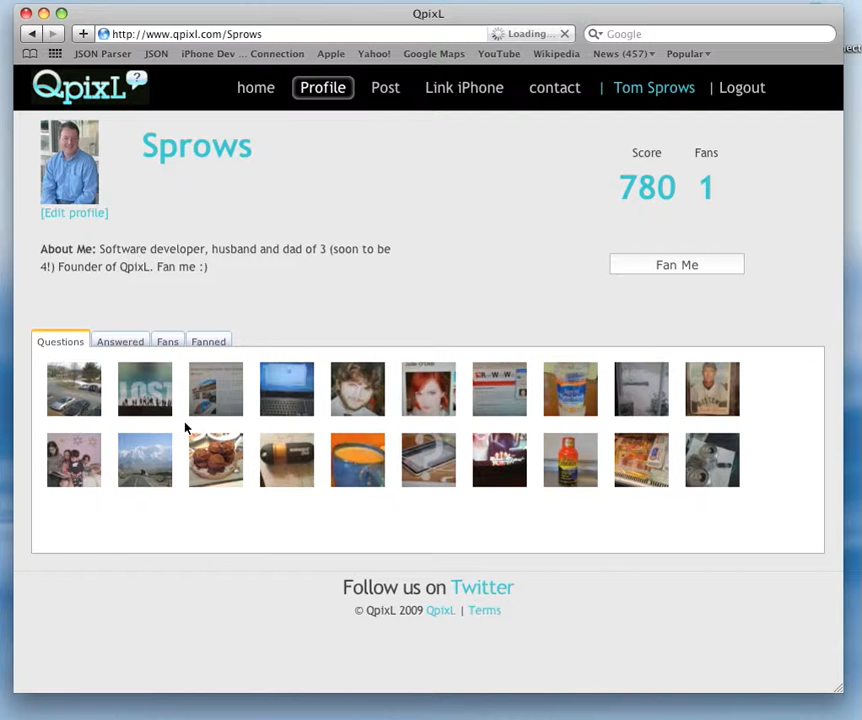 QpixL
http://www.qpixl.com/Sprows
Loading...
Google
JSON Parser JSON iPhone Dev ... Connection Apple Yahoo! Google Maps YouTube Wikipedia News (457) Popular
QpixL ?
home Profile Post Link iPhone contact | Tom Sprows | Logout
Sprows
Score Fans
780 1
[Edit profile]
About Me: Software developer, husband and dad of 3 (soon to be
4!) Founder of QpixL. Fan me :)
Fan Me
Questions Answered Fans Fanned
LOST
Follow us on Twitter
© QpixL 2009 QpixL | Terms